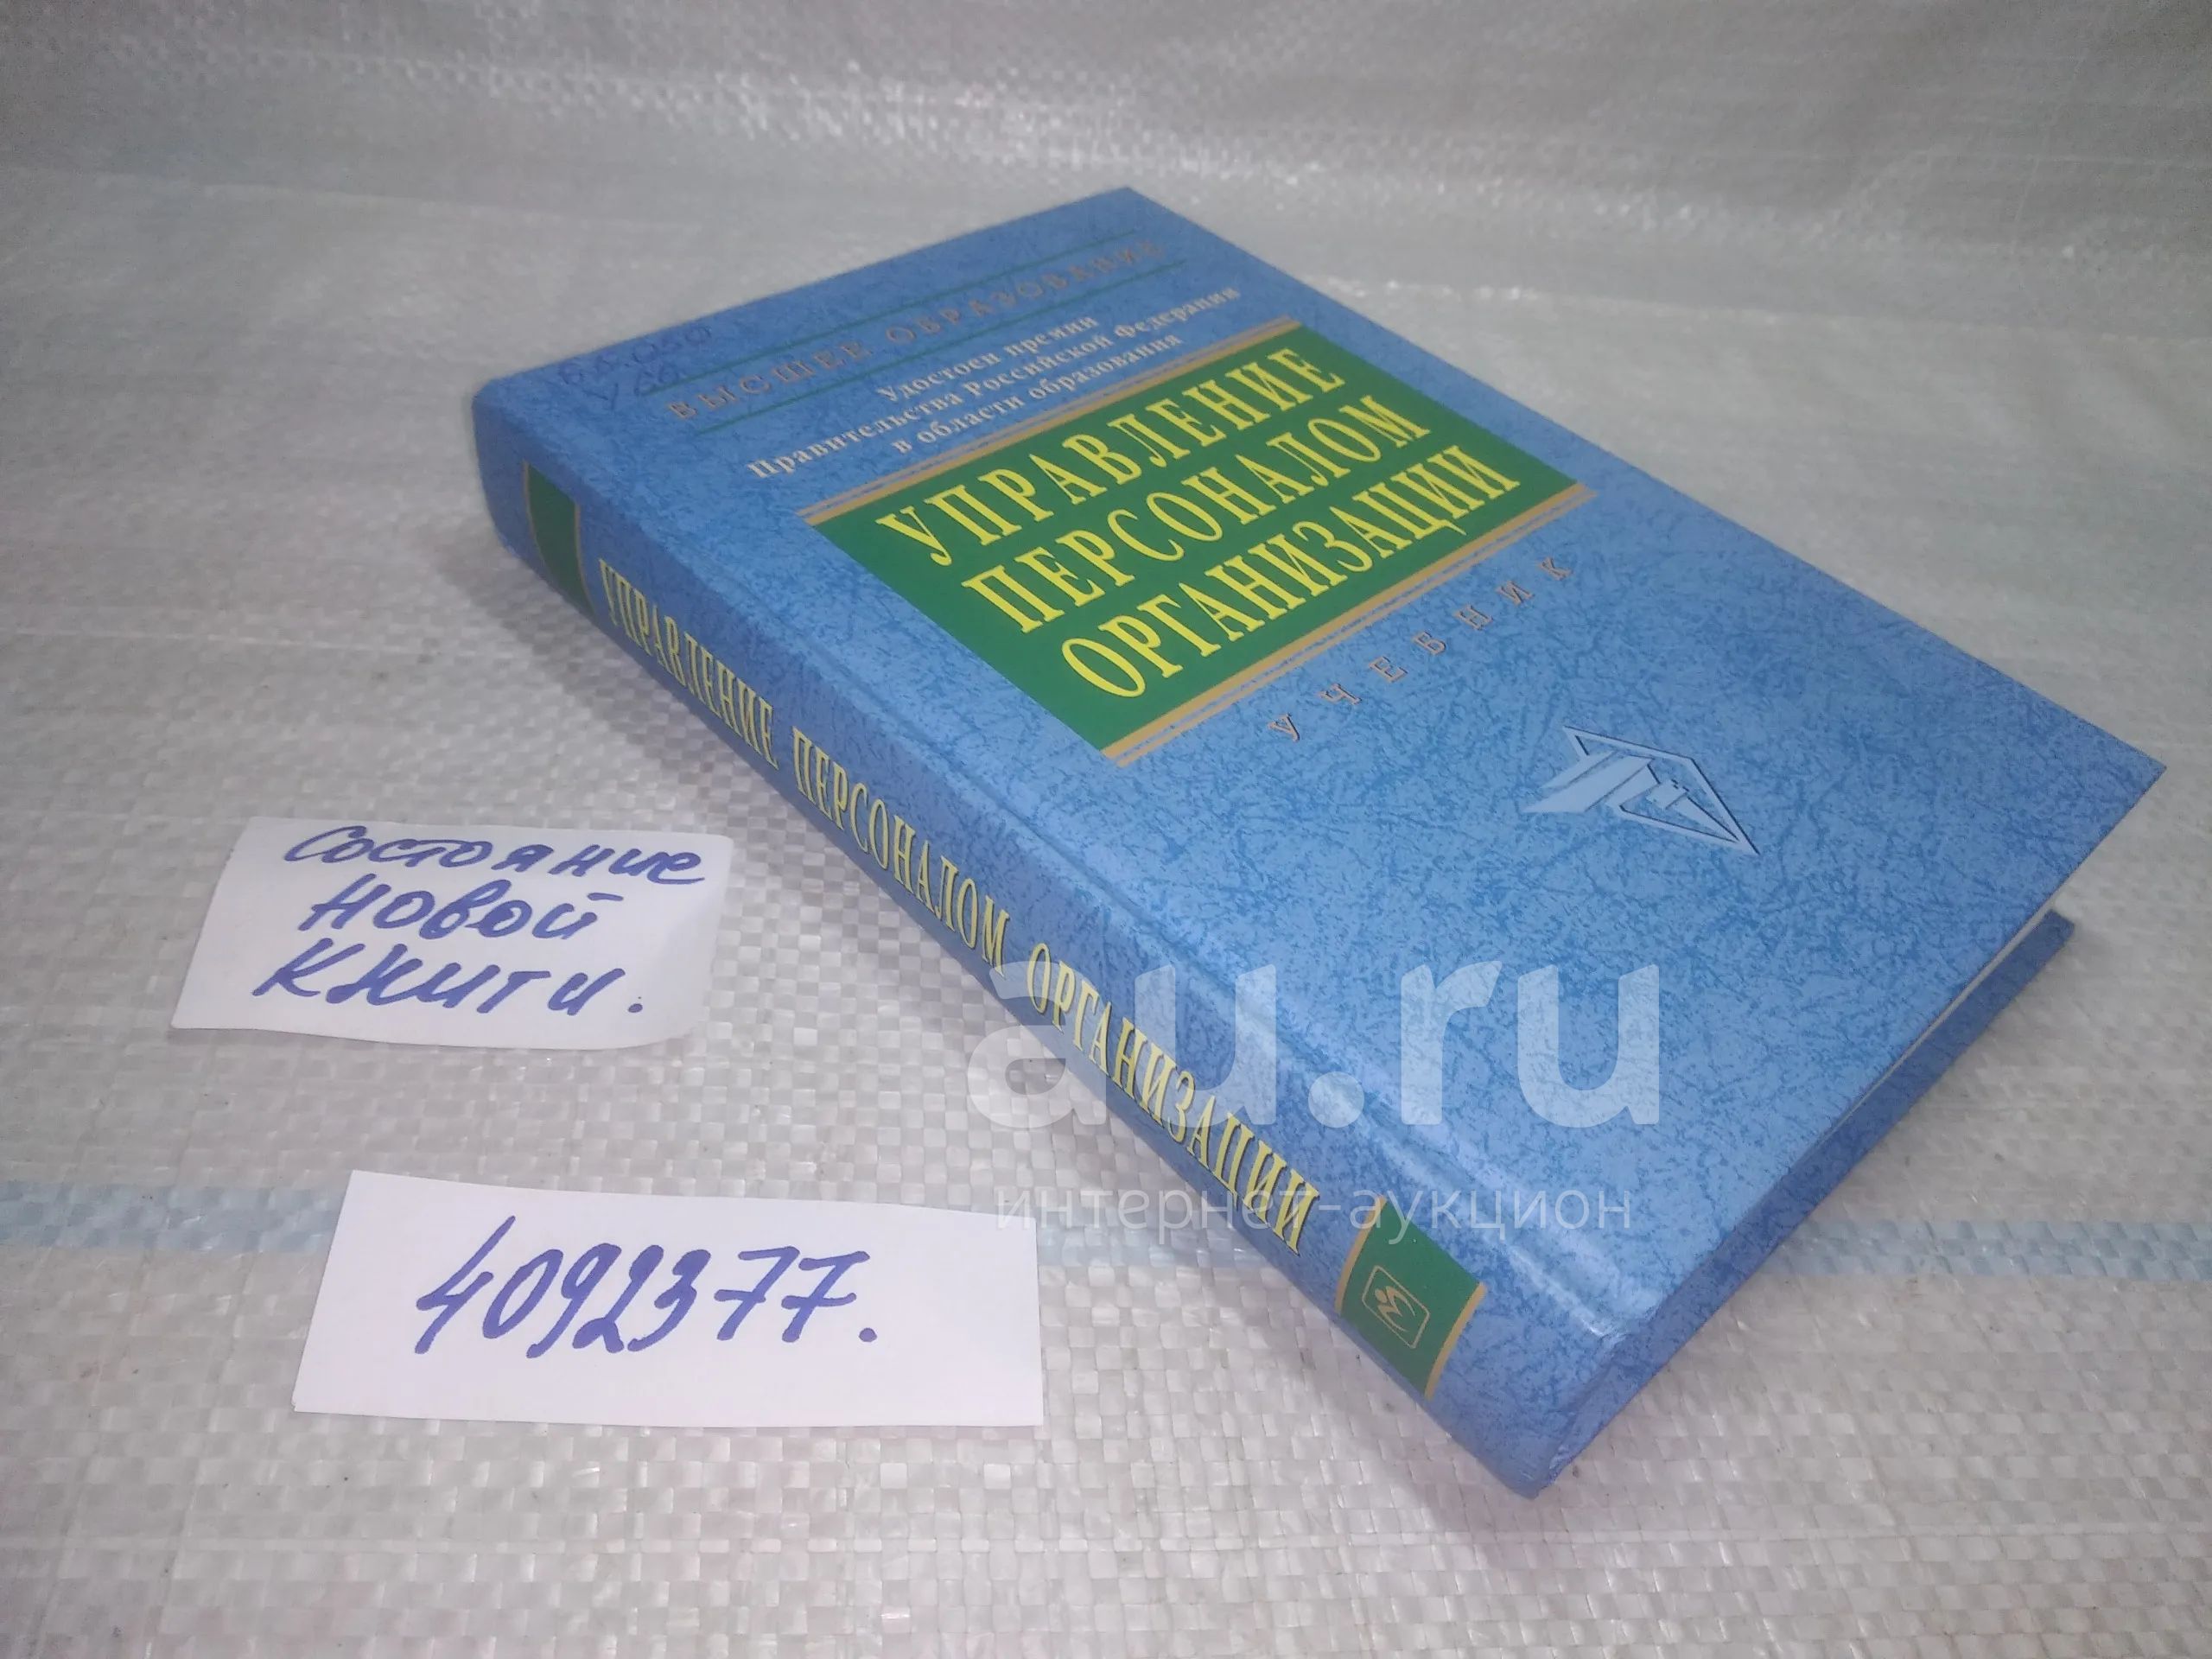 ВЫСШЕЕ ОБРАЗОВАНИЕ
Удостоен премии
Правительства Российской Федерации
в области образования
УПРАВЛЕНИЕ
ПЕРСОНАЛОМ
ОРГАНИЗАЦИИ
УЧЕБНИК
УПРАВЛЕНИЕ ПЕРСОНАЛОМ ОРГАНИЗАЦИИ
Состояние
новой
книги.
4092377.
au.ru
интернет-аукцион